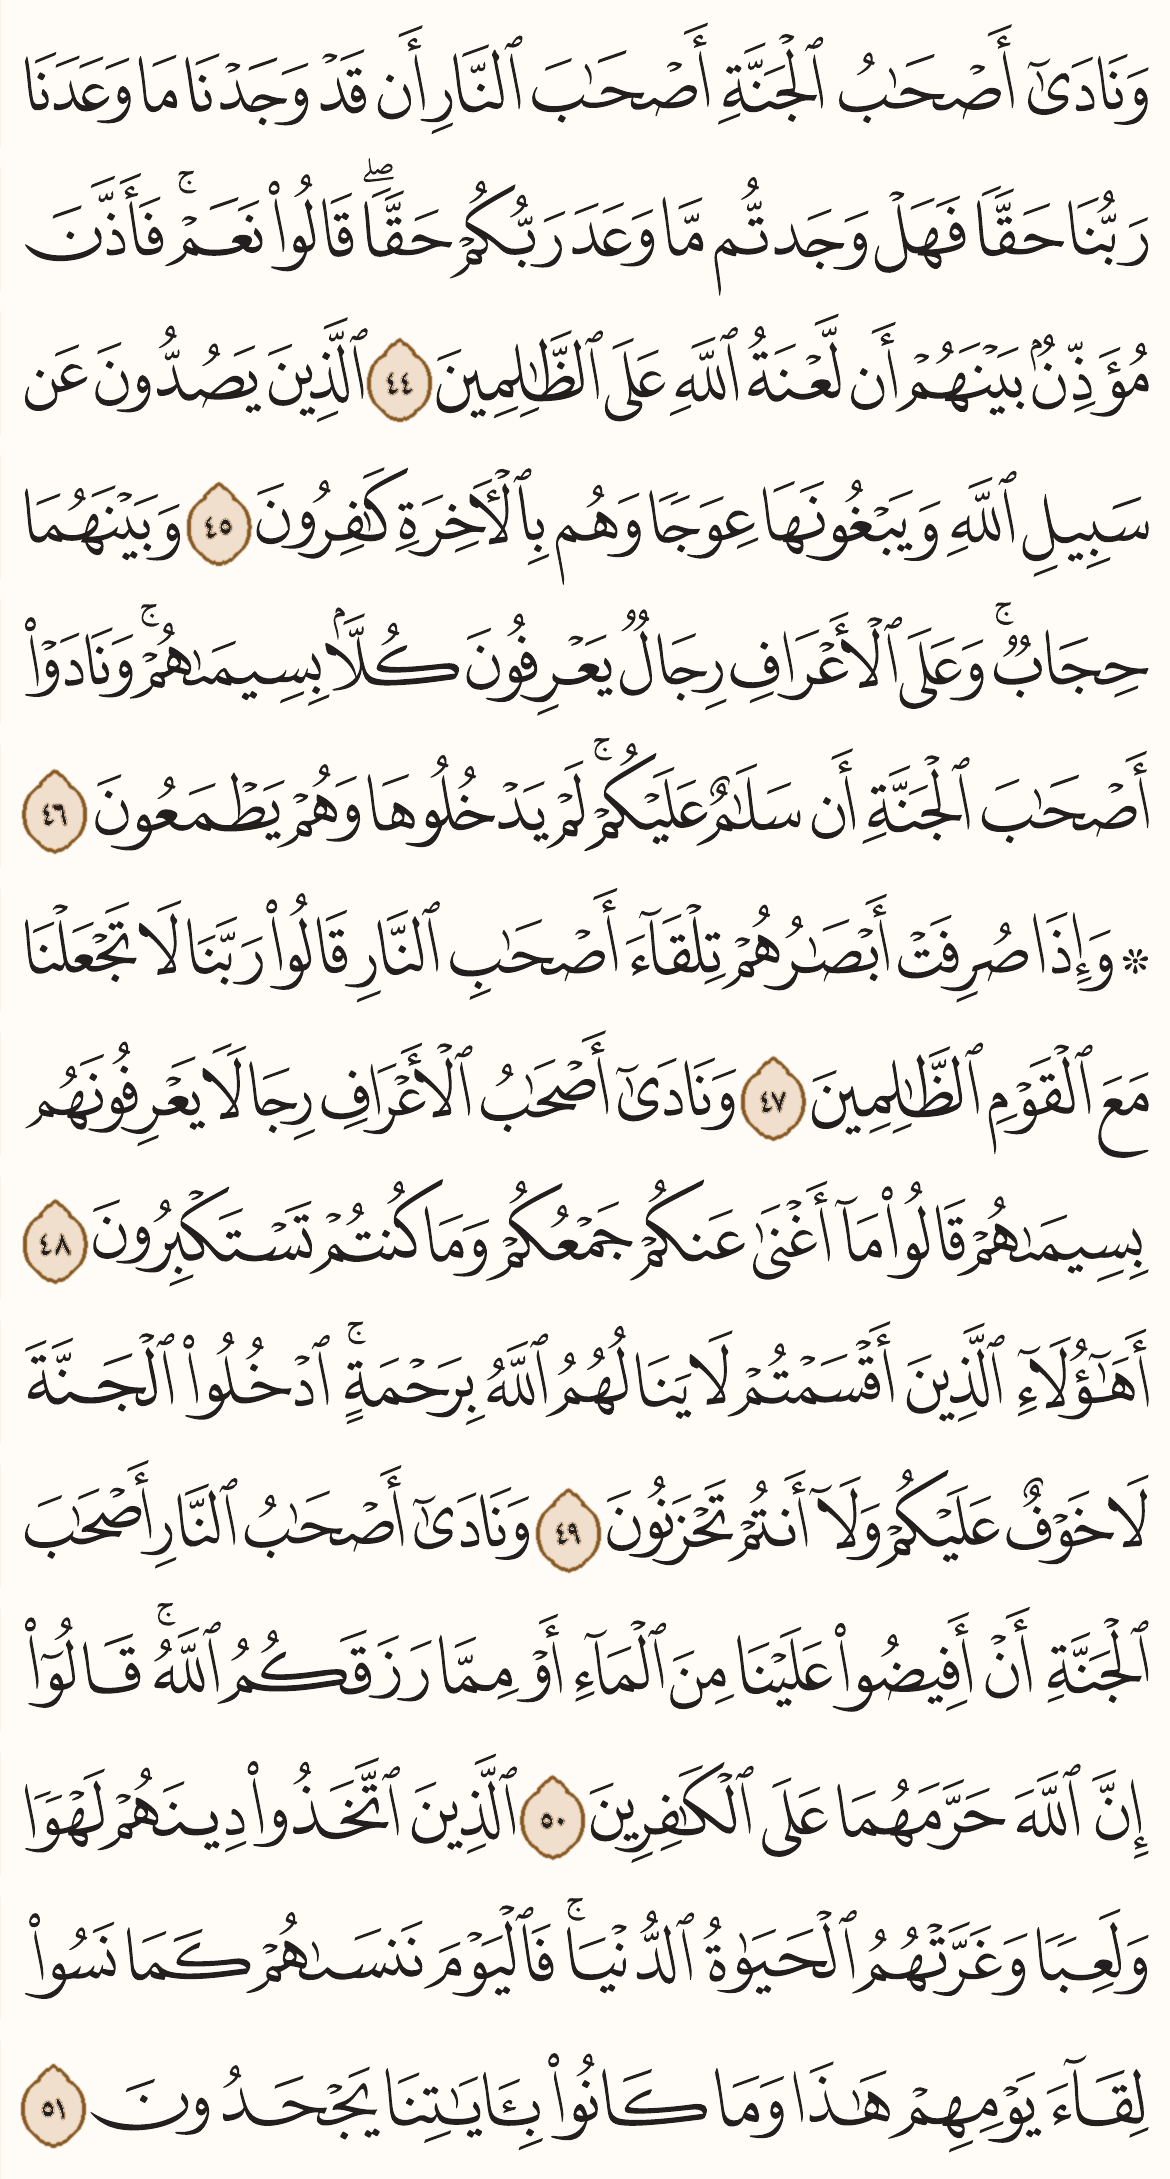 وَنَادَىٰٓ أَصۡحَٰبُ ٱلۡجَنَّةِ أَصۡحَٰبَ ٱلنَّارِ أَن قَدۡ وَجَدۡنَا مَا وَعَدَنَا
رَبُّنَا حَقّٗا فَهَلۡ وَجَدتُّم مَّا وَعَدَ رَبُّكُمۡ حَقّٗاۖ قَالُواْ نَعَمۡۚ فَأَذَّنَ
مُؤَذِّنُۢ بَيۡنَهُمۡ أَن لَّعۡنَةُ ٱللَّهِ عَلَى ٱلظَّٰلِمِينَ ٤٤ ٱلَّذِينَ يَصُدُّونَ عَن
سَبِيلِ ٱللَّهِ وَيَبۡغُونَهَا عِوَجٗا وَهُم بِٱلۡأٓخِرَةِ كَٰفِرُونَ ٤٥ وَبَيۡنَهُمَا
حِجَابٞۚ وَعَلَى ٱلۡأَعۡرَافِ رِجَالٞ يَعۡرِفُونَ كُلَّۢا بِسِيمَىٰهُمۡۚ وَنَادَوۡاْ
أَصۡحَٰبَ ٱلۡجَنَّةِ أَن سَلَٰمٌ عَلَيۡكُمۡۚ لَمۡ يَدۡخُلُوهَا وَهُمۡ يَطۡمَعُونَ ٤٦
۞ وَإِذَا صُرِفَتۡ أَبۡصَٰرُهُمۡ تِلۡقَآءَ أَصۡحَٰبِ ٱلنَّارِ قَالُواْ رَبَّنَا لَا تَجۡعَلۡنَا
مَعَ ٱلۡقَوۡمِ ٱلظَّٰلِمِينَ ٤٧ وَنَادَىٰٓ أَصۡحَٰبُ ٱلۡأَعۡرَافِ رِجَالٗا يَعۡرِفُونَهُم
بِسِيمَىٰهُمۡ قَالُواْ مَآ أَغۡنَىٰ عَنكُمۡ جَمۡعُكُمۡ وَمَا كُنتُمۡ تَسۡتَكۡبِرُونَ ٤٨
أَهَٰٓؤُلَآءِ ٱلَّذِينَ أَقۡسَمۡتُمۡ لَا يَنَالُهُمُ ٱللَّهُ بِرَحۡمَةٍۚ ٱدۡخُلُواْ ٱلۡجَنَّةَ
لَا خَوۡفٌ عَلَيۡكُمۡ وَلَآ أَنتُمۡ تَحۡزَنُونَ ٤٩ وَنَادَىٰٓ أَصۡحَٰبُ ٱلنَّارِ أَصۡحَٰبَ
ٱلۡجَنَّةِ أَنۡ أَفِيضُواْ عَلَيۡنَا مِنَ ٱلۡمَآءِ أَوۡ مِمَّا رَزَقَكُمُ ٱللَّهُۚ قَالُوٓاْ
إِنَّ ٱللَّهَ حَرَّمَهُمَا عَلَى ٱلۡكَٰفِرِينَ ٥٠ ٱلَّذِينَ ٱتَّخَذُواْ دِينَهُمۡ لَهۡوٗا
وَلَعِبٗا وَغَرَّتۡهُمُ ٱلۡحَيَوٰةُ ٱلدُّنۡيَاۚ فَٱلۡيَوۡمَ نَنسَىٰهُمۡ كَمَا نَسُواْ
لِقَآءَ يَوۡمِهِمۡ هَٰذَا وَمَا كَانُواْ بِـَٔايَٰتِنَا يَجۡحَدُونَ ٥١